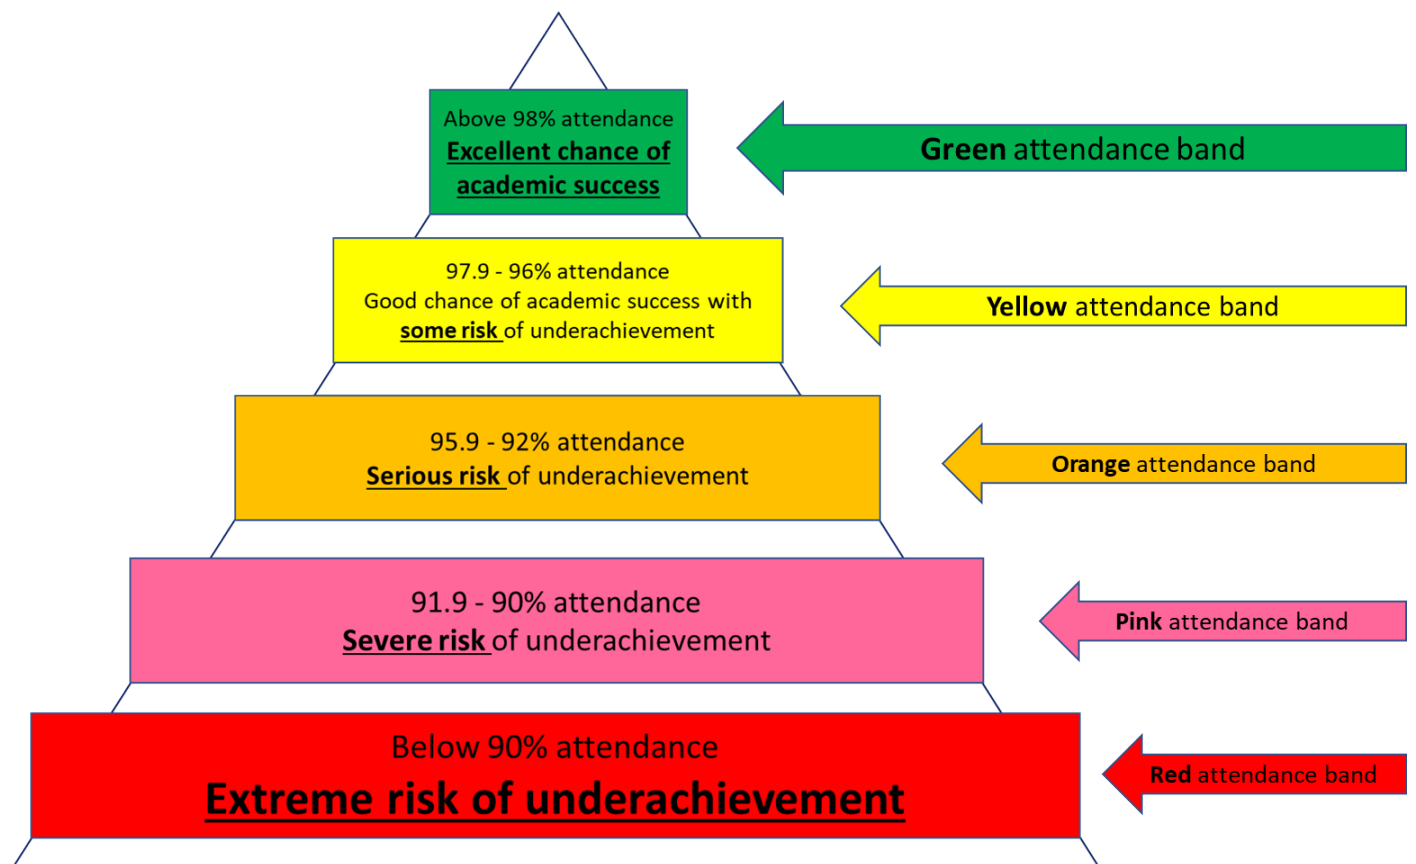 Above 98% attendance
Excellent chance of
academic success
Green attendance band
97.9 - 96% attendance
Good chance of academic success with
some risk of underachievement
Yellow attendance band
95.9 - 92% attendance
Serious risk of underachievement
Orange attendance band
91.9 - 90% attendance
Severe risk of underachievement
Pink attendance band
Below 90% attendance
Extreme risk of underachievement
Red attendance band